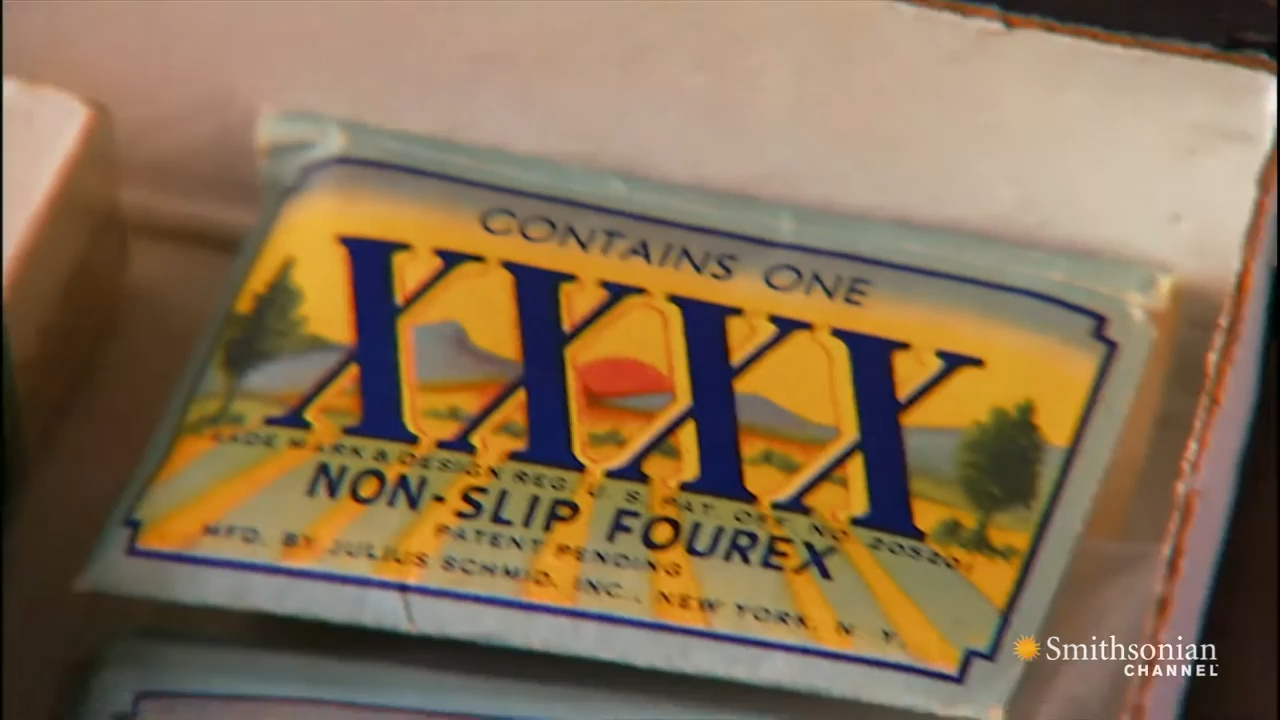 CONTAINS ONE
XXXX
TRADE MARK & DESIGN REG. U. S. PAT. OFF. NO.
NON-SLIP FOUREX
PATENT PENDING
MFD. BY JULIUS SCHMID, INC., NEW YORK, N. Y.
Smithsonian
CHANNEL